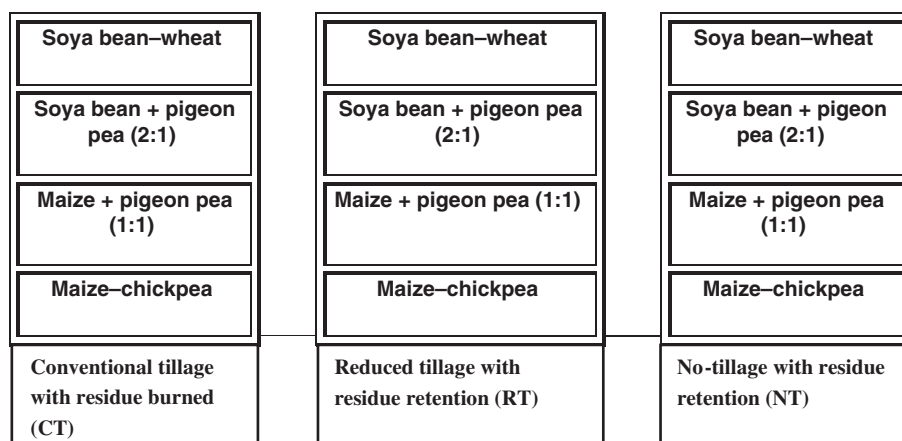 Soya bean–wheat
Soya bean + pigeon
pea (2:1)
Maize + pigeon pea
(1:1)
Maize–chickpea
Conventional tillage
with residue burned
(CT)
Soya bean–wheat
Soya bean + pigeon pea
(2:1)
Maize + pigeon pea (1:1)
Maize–chickpea
Reduced tillage with
residue retention (RT)
Soya bean–wheat
Soya bean + pigeon
pea (2:1)
Maize + pigeon pea
(1:1)
Maize–chickpea
No-tillage with residue
retention (NT)